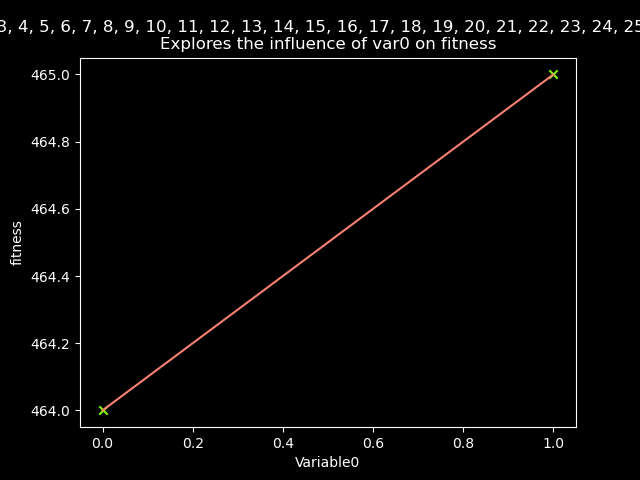 3, 4, 5, 6, 7, 8, 9, 10, 11, 12, 13, 14, 15, 16, 17, 18, 19, 20, 21, 22, 23, 24, 25
Explores the influence of var0 on fitness
465.0
464.8
464.6
464.4
464.2
464.0
fitness
0.0 0.2 0.4 0.6 0.8 1.0
Variable0